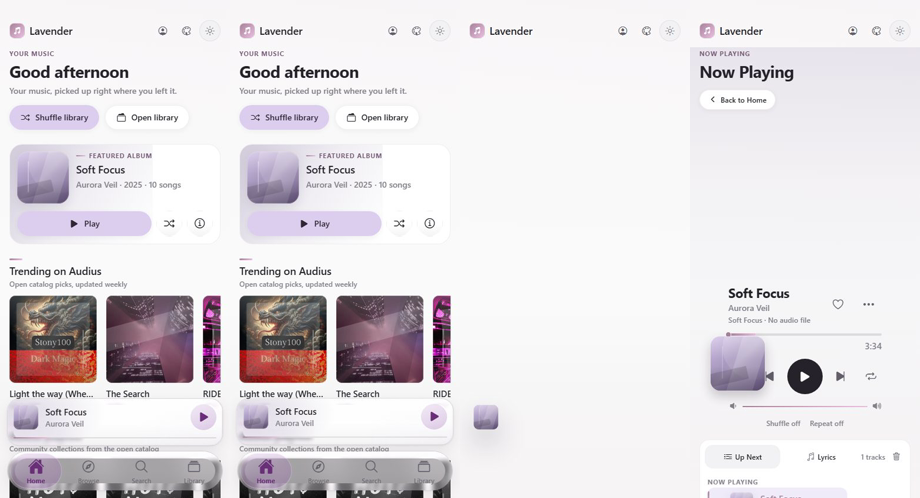 Lavender
YOUR MUSIC
Good afternoon
Your music, picked up right where you left it.
Shuffle library
Open library
FEATURED ALBUM
Soft Focus
Aurora Veil · 2025 · 10 songs
Play
Trending on Audius
Open catalog picks, updated weekly
Stony100
Dark Magic
Light the way (Whe...
The Search
RIDE
Soft Focus
Aurora Veil
Community collections from the open catalog
Home
Browse
Search
Library
Lavender
YOUR MUSIC
Good afternoon
Your music, picked up right where you left it.
Shuffle library
Open library
FEATURED ALBUM
Soft Focus
Aurora Veil · 2025 · 10 songs
Play
Trending on Audius
Open catalog picks, updated weekly
Stony100
Dark Magic
Light the way (Whe...
The Search
RIDE
Soft Focus
Aurora Veil
Community collections from the open catalog
Home
Browse
Search
Library
Lavender
Lavender
NOW PLAYING
Now Playing
Back to Home
Soft Focus
Aurora Veil
Soft Focus · No audio file
3:34
Shuffle off
Repeat off
Up Next
Lyrics
1 tracks
NOW PLAYING
Soft Focus